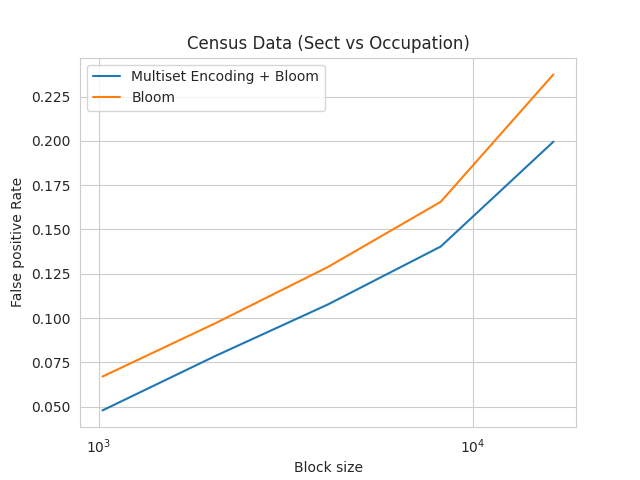 Census Data (Sect vs Occupation)
Multiset Encoding + Bloom
Bloom
False positive Rate
0.225
0.200
0.175
0.150
0.125
0.100
0.075
0.050
10³
10⁴
Block size